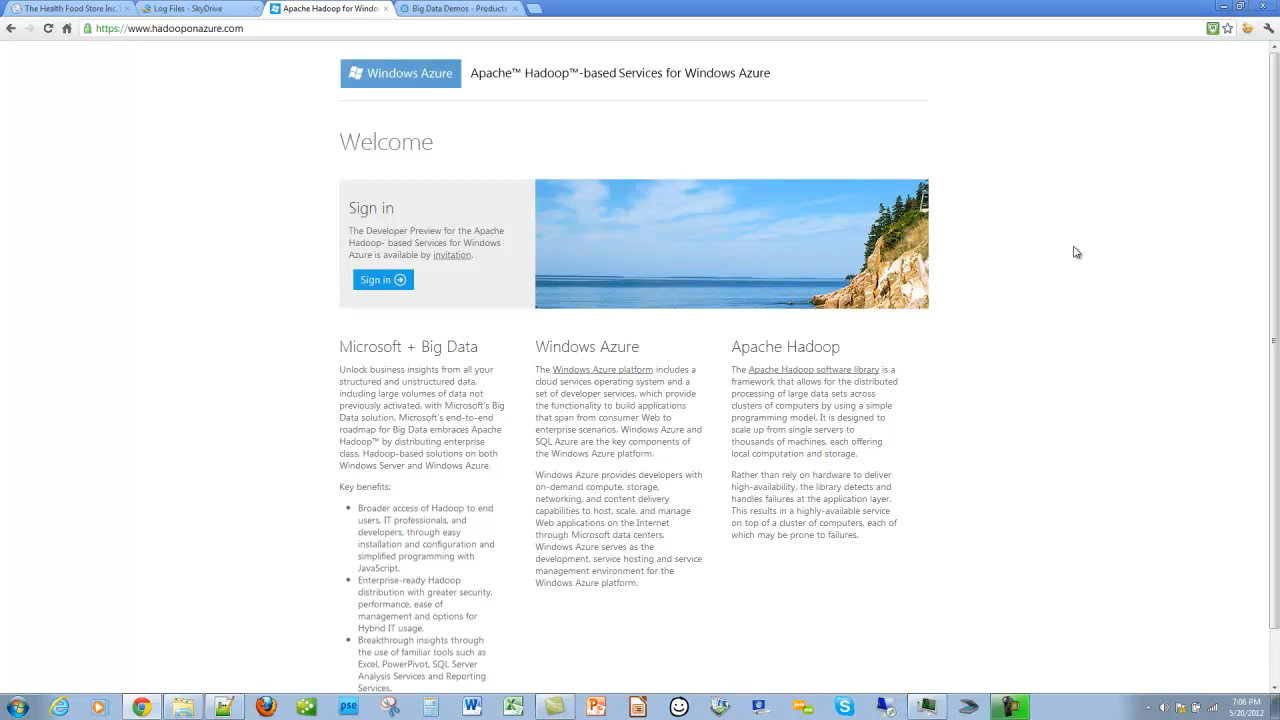 The Health Food Store Inc.
Log Files - SkyDrive
Apache Hadoop for Windo
Big Data Demos - Products
https://www.hadooponazure.com
Windows Azure
Apache™ Hadoop™-based Services for Windows Azure
Welcome
Sign in
The Developer Preview for the Apache
Hadoop- based Services for Windows
Azure is available by invitation.
Sign in
Microsoft + Big Data
Unlock business insights from all your
structured and unstructured data,
including large volumes of data not
previously activated, with Microsoft's Big
Data solution. Microsoft's end-to-end
roadmap for Big Data embraces Apache
Hadoop™ by distributing enterprise
class, Hadoop-based solutions on both
Windows Server and Windows Azure.
Key benefits:
Broader access of Hadoop to end
users, IT professionals, and
developers, through easy
installation and configuration and
simplified programming with
JavaScript.
Enterprise-ready Hadoop
distribution with greater security,
performance, ease of
management and options for
Hybrid IT usage.
Breakthrough insights through
the use of familiar tools such as
Excel, PowerPivot, SQL Server
Analysis Services and Reporting
Services.
Windows Azure
The Windows Azure platform includes a
cloud services operating system and a
set of developer services, which provide
the functionality to build applications
that span from consumer Web to
enterprise scenarios. Windows Azure and
SQL Azure are the key components of
the Windows Azure platform.
Windows Azure provides developers with
on-demand compute, storage,
networking, and content delivery
capabilities to host, scale, and manage
Web applications on the Internet
through Microsoft data centers.
Windows Azure serves as the
development, service hosting and service
management environment for the
Windows Azure platform.
Apache Hadoop
The Apache Hadoop software library is a
framework that allows for the distributed
processing of large data sets across
clusters of computers by using a simple
programming model. It is designed to
scale up from single servers to
thousands of machines, each offering
local computation and storage.
Rather than rely on hardware to deliver
high-availability, the library detects and
handles failures at the application layer.
This results in a highly-available service
on top of a cluster of computers, each of
which may be prone to failures.
pse
7:06 PM
5/20/2012